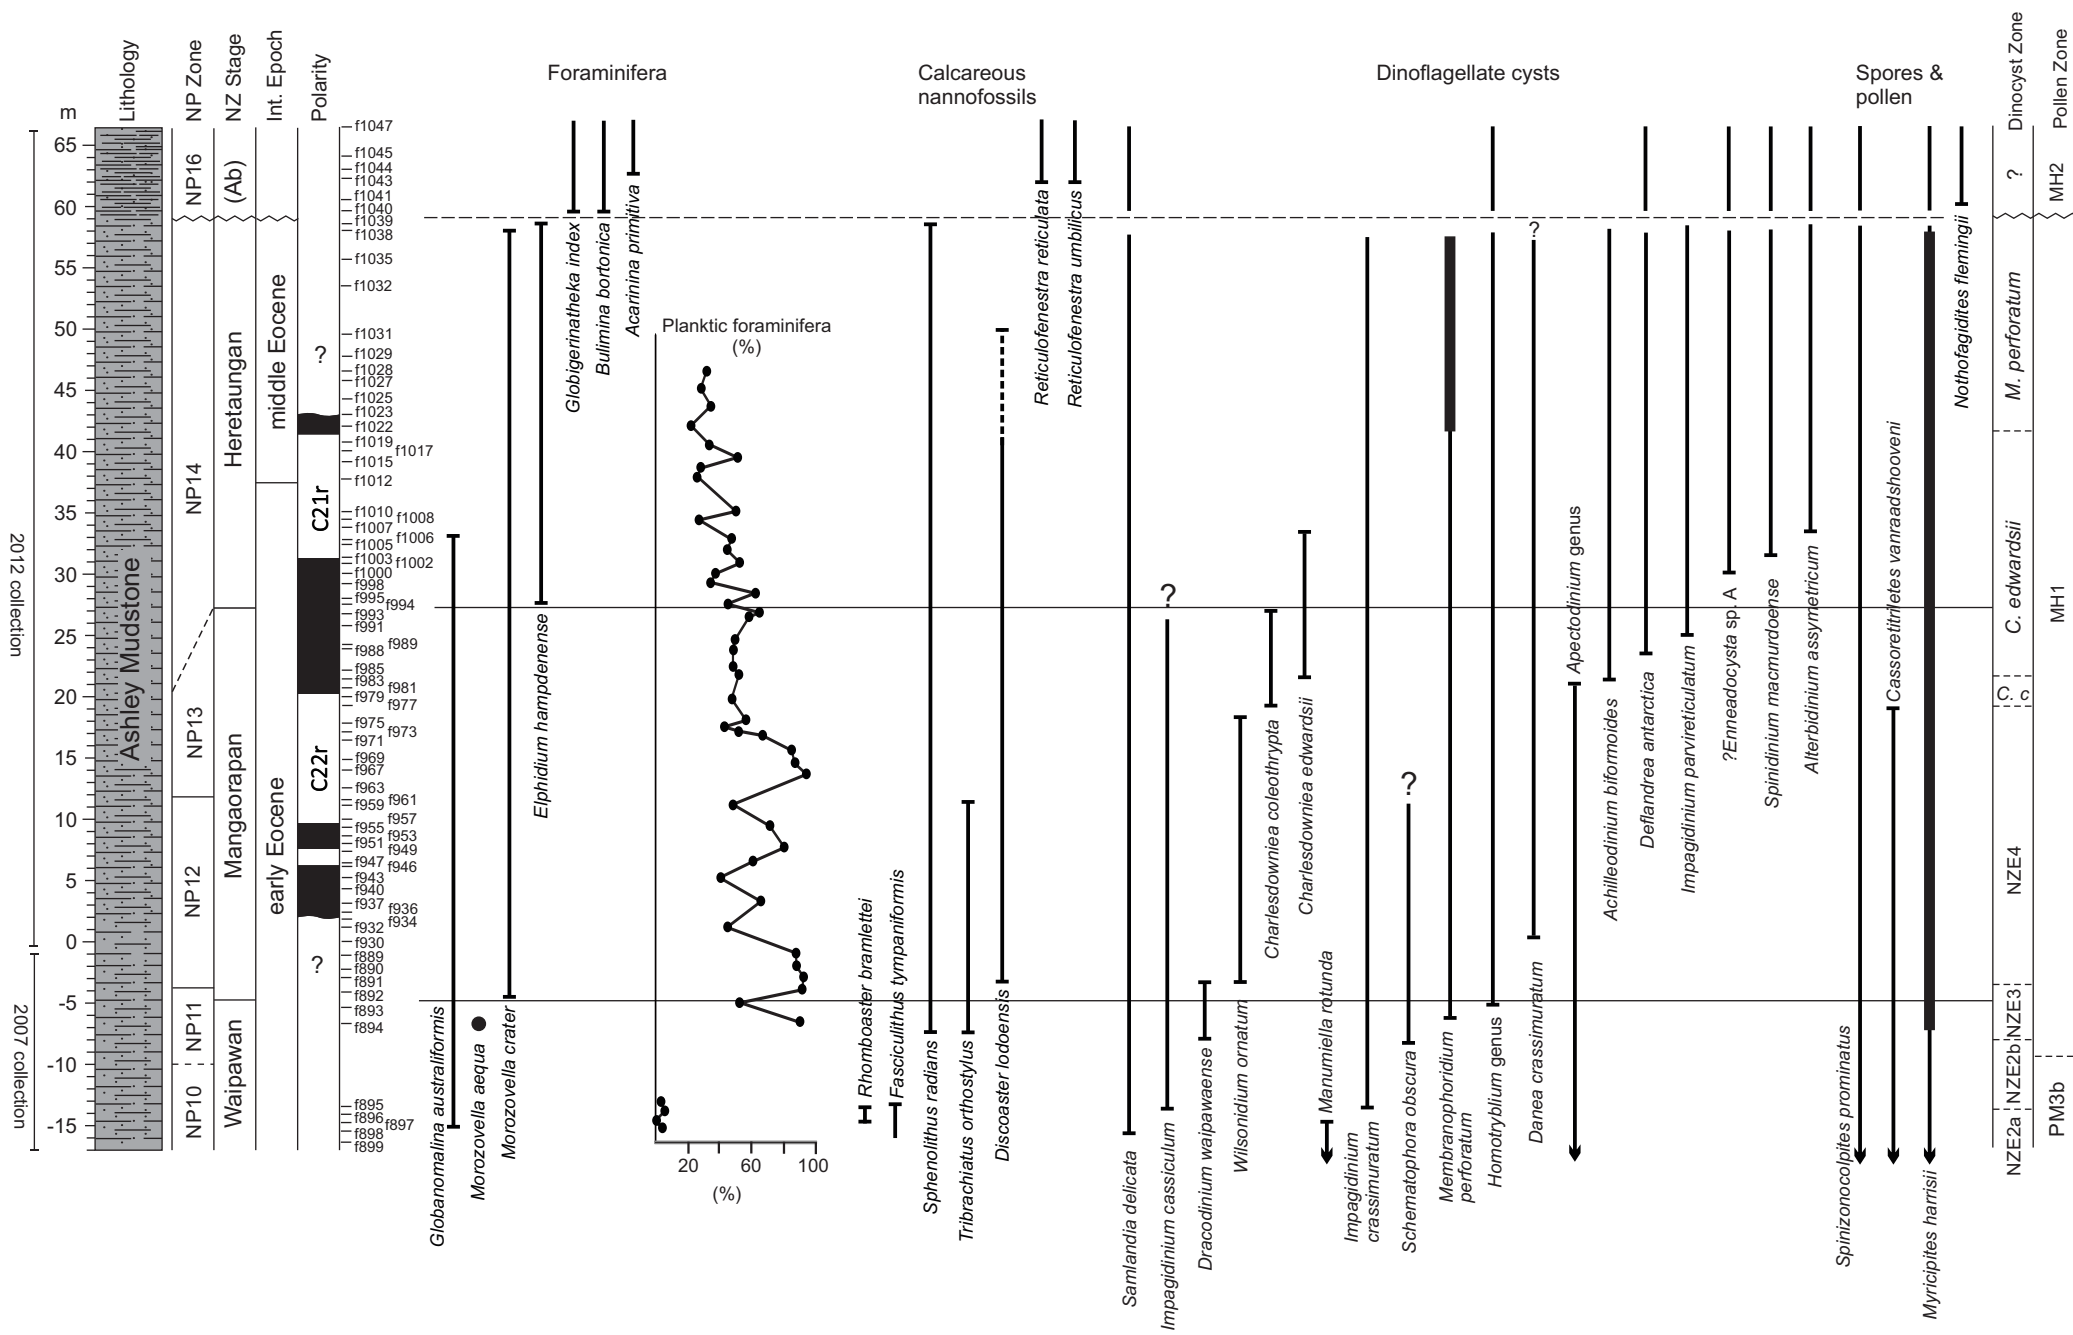 Foraminifera
Calcareous
nannofossils
Dinoflagellate cysts
Spores &
pollen
m
Lithology
NP Zone
NZ Stage
Int. Epoch
Polarity
Dinocyst Zone
Pollen Zone
65
60
55
50
45
40
35
30
25
20
15
10
5
0
-5
-10
-15
2012 collection
2007 collection
Ashley Mudstone
NP16
NP14
NP13
NP12
NP11
NP10
(Ab)
Heretaungan
Mangaorapan
Waipawan
middle Eocene
early Eocene
?
C21r
C22r
?
f1047
f1045
f1044
f1043
f1041
f1040
f1039
f1038
f1035
f1032
f1031
f1029
f1028
f1027
f1025
f1023
f1022
f1019
f1017
f1015
f1012
f1010
f1008
f1007
f1006
f1005
f1003
f1002
f1000
f998
f995
f994
f993
f991
f989
f988
f985
f983
f981
f979
f977
f975
f973
f971
f969
f967
f963
f961
f959
f957
f955
f953
f951
f949
f947
f946
f943
f940
f937
f936
f934
f932
f930
f889
f890
f891
f892
f893
f894
f895
f896
f897
f898
f899
Globanomalina australiformis
Morozovella aequa
Morozovella crater
Elphidium hampdenense
Globigerinatheka index
Bulimina bortonica
Acarinina primitiva
Planktic foraminifera
(%)
20
60
100
(%)
Rhomboaster bramlettei
Fasciculithus tympaniformis
Sphenolithus radians
Tribrachiatus orthostylus
Discoaster lodoensis
Reticulofenestra reticulata
Reticulofenestra umbilicus
Samlandia delicata
?
Impagidinium cassiculum
Dracodinium waipawaense
Wilsonidium ornatum
Charlesdowniea coleothrypta
Charlesdowniea edwardsii
Manumiella rotunda
Impagidinium
crassimuratum
?
Schematophora obscura
Membranophoridium
perforatum
Homotryblium genus
?
Danea crassimuratum
Apectodinium genus
Achilleodinium biformoides
Deflandrea antarctica
Impagidinium parvireticulatum
?Enneadocysta sp. A
Spinidinium macmurdoense
Alterbidinium assymetricum
Spinizonocolpites prominatus
Cassoretitriletes vanraadshooveni
Myricipites harrisii
Nothofagidites flemingii
?
M. perforatum
C. edwardsii
C. c
NZE4
NZE3
NZE2b
NZE2a
MH2
MH1
PM3b